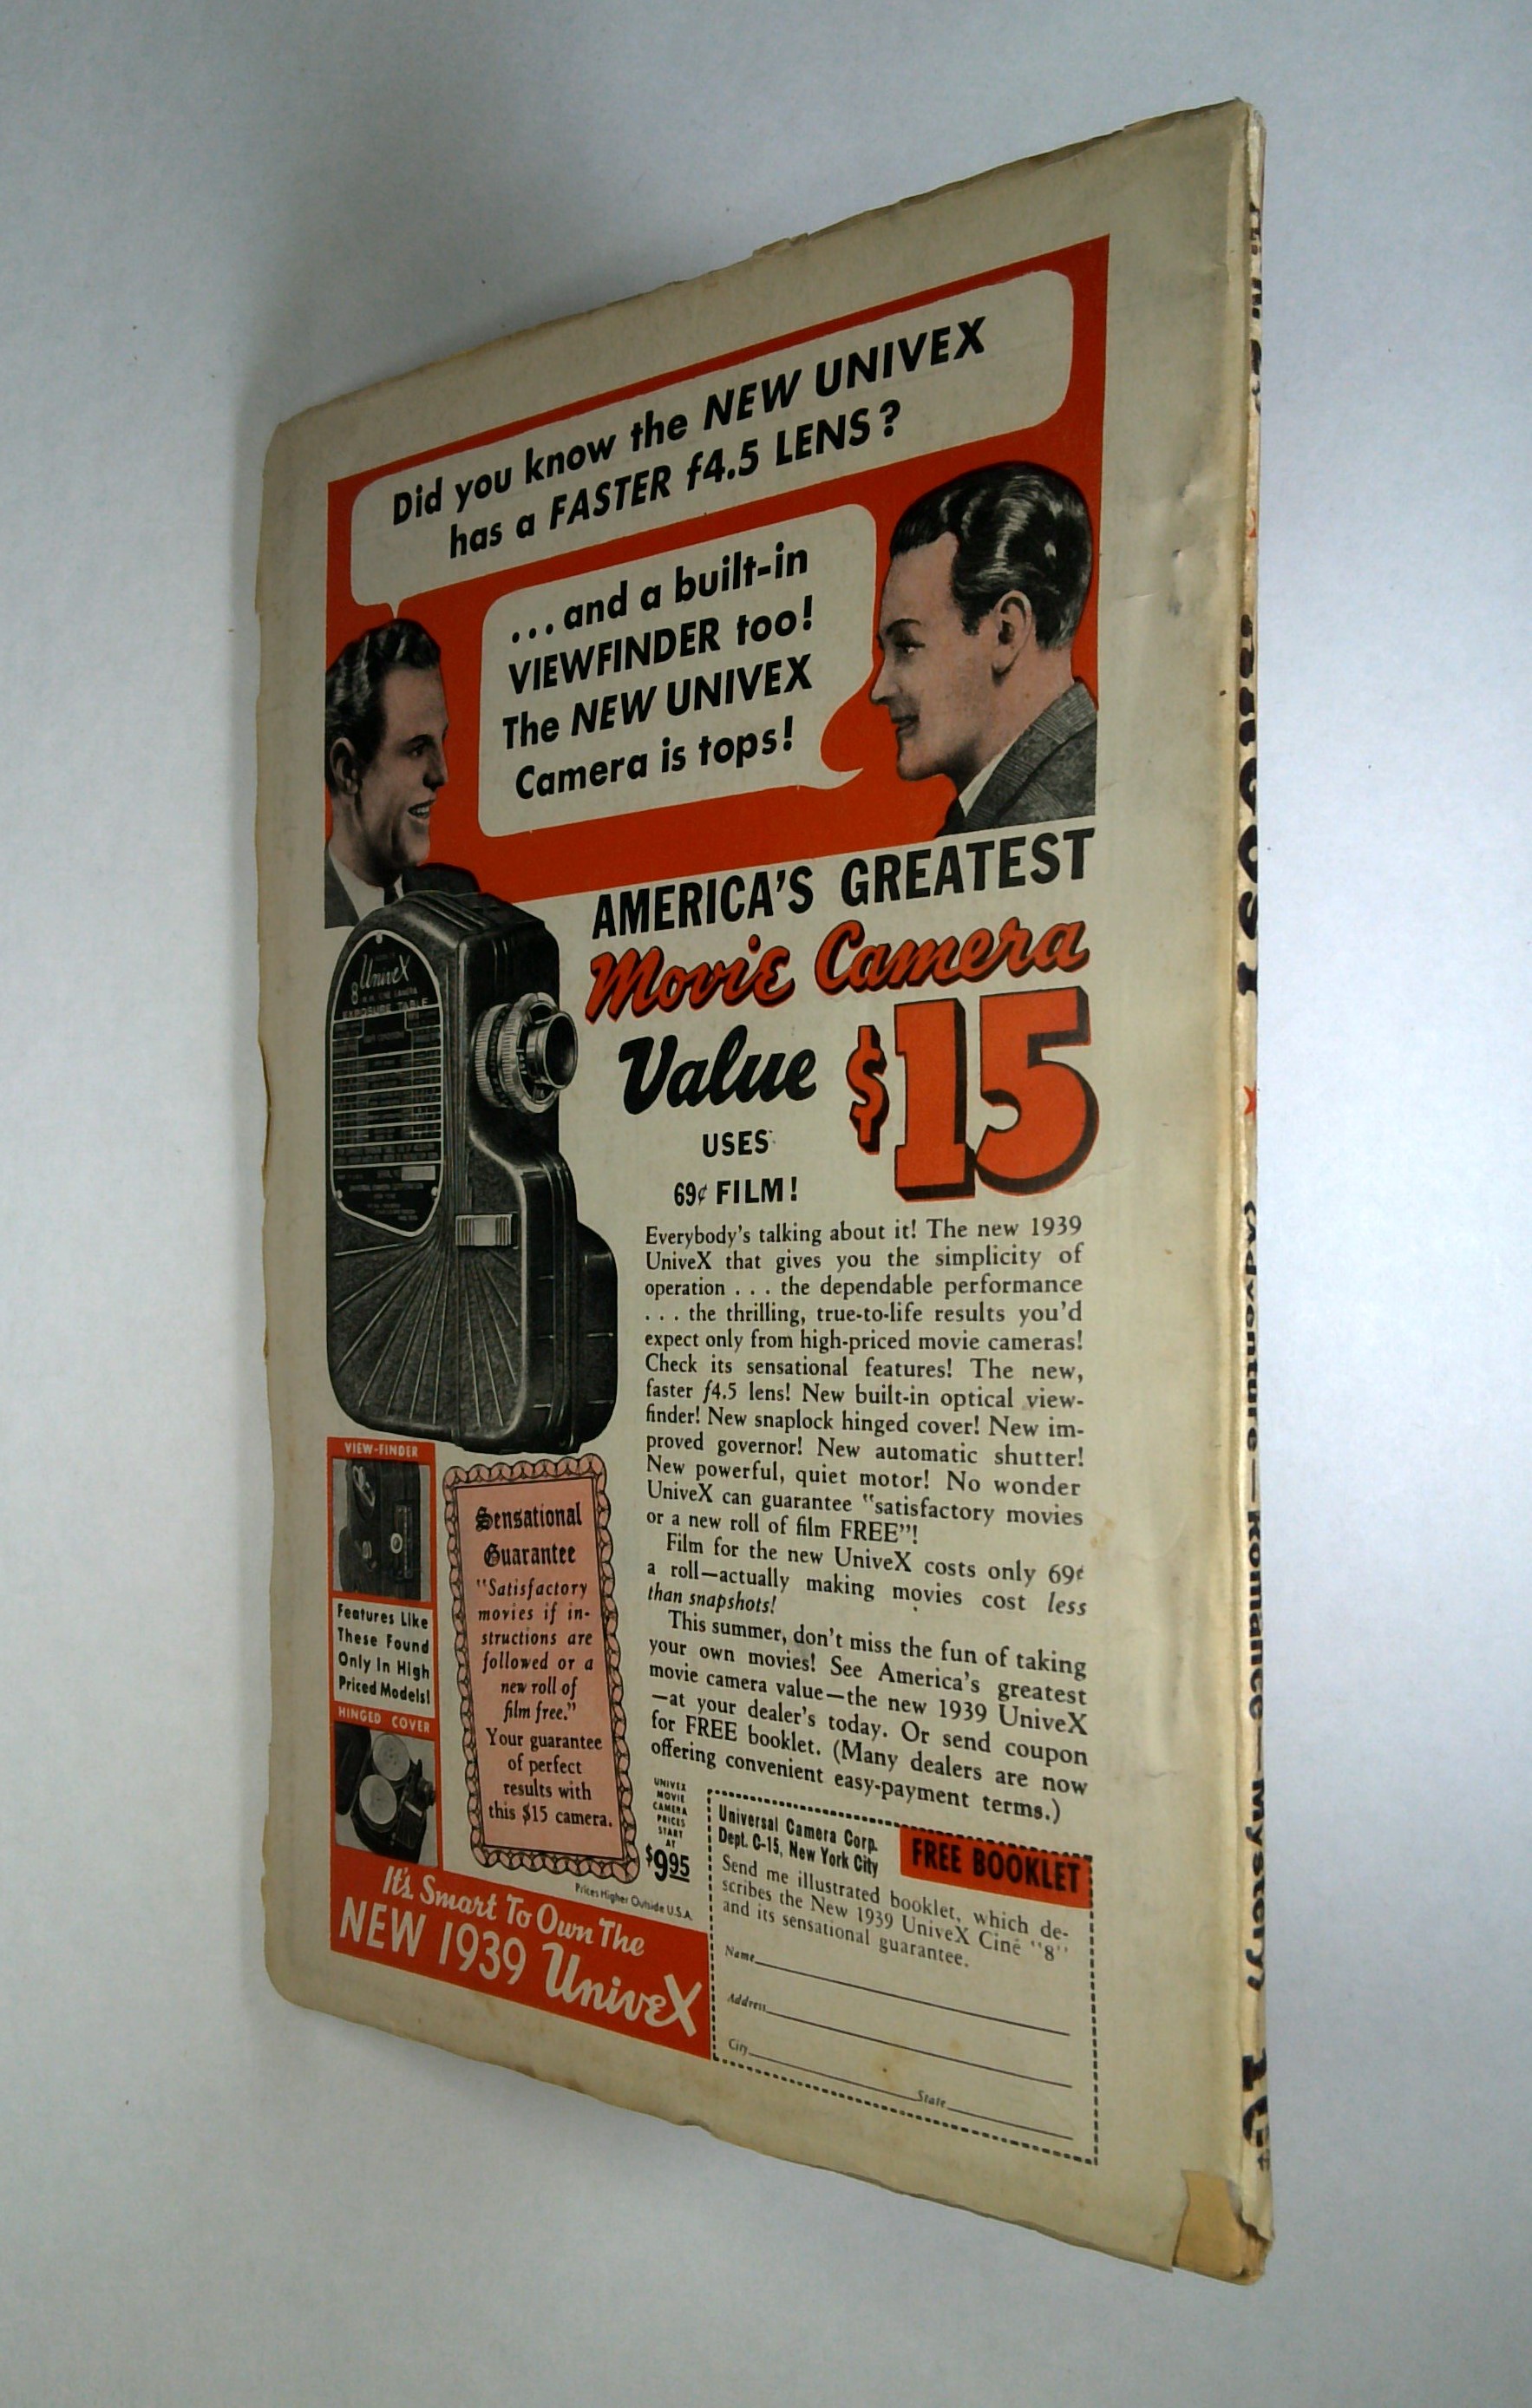 Did you know the NEW UNIVEX
has a FASTER f4.5 LENS?
...and a built-in
VIEWFINDER too!
The NEW UNIVEX
Camera is tops!
AMERICA'S GREATEST
Movie Camera
Value $15
USES
69¢ FILM!
UniveX
8
EXPOSURE TABLE
Everybody's talking about it! The new 1939
UniveX that gives you the simplicity of
operation . . . the dependable performance
. . . the thrilling, true-to-life results you'd
expect only from high-priced movie cameras!
Check its sensational features! The new,
faster f4.5 lens! New built-in optical view-
finder! New snaplock hinged cover! New im-
proved governor! New automatic shutter!
New powerful, quiet motor! No wonder
UniveX can guarantee "satisfactory movies
or a new roll of film FREE"!
Film for the new UniveX costs only 69¢
a roll—actually making movies cost less
than snapshots!
This summer, don't miss the fun of taking
your own movies! See America's greatest
movie camera value—the new 1939 UniveX
—at your dealer's today. Or send coupon
for FREE booklet. (Many dealers are now
offering convenient easy-payment terms.)
VIEW-FINDER
Features Like
These Found
Only In High
Priced Models!
HINGED COVER
Sensational
Guarantee
"Satisfactory
movies if in-
structions are
followed or a
new roll of
film free."
Your guarantee
of perfect
results with
this $15 camera.
UNIVEX
MOVIE
CAMERA
PRICES
START
AT
$9.95
Prices Higher Outside U.S.A.
It's Smart To Own The
NEW 1939 UniveX
Universal Camera Corp.
Dept. C-15, New York City
FREE BOOKLET
Send me illustrated booklet, which de-
scribes the New 1939 UniveX Ciné "8"
and its sensational guarantee.
Name
Address
City State
(Adventure—Romance—Mystery) 10